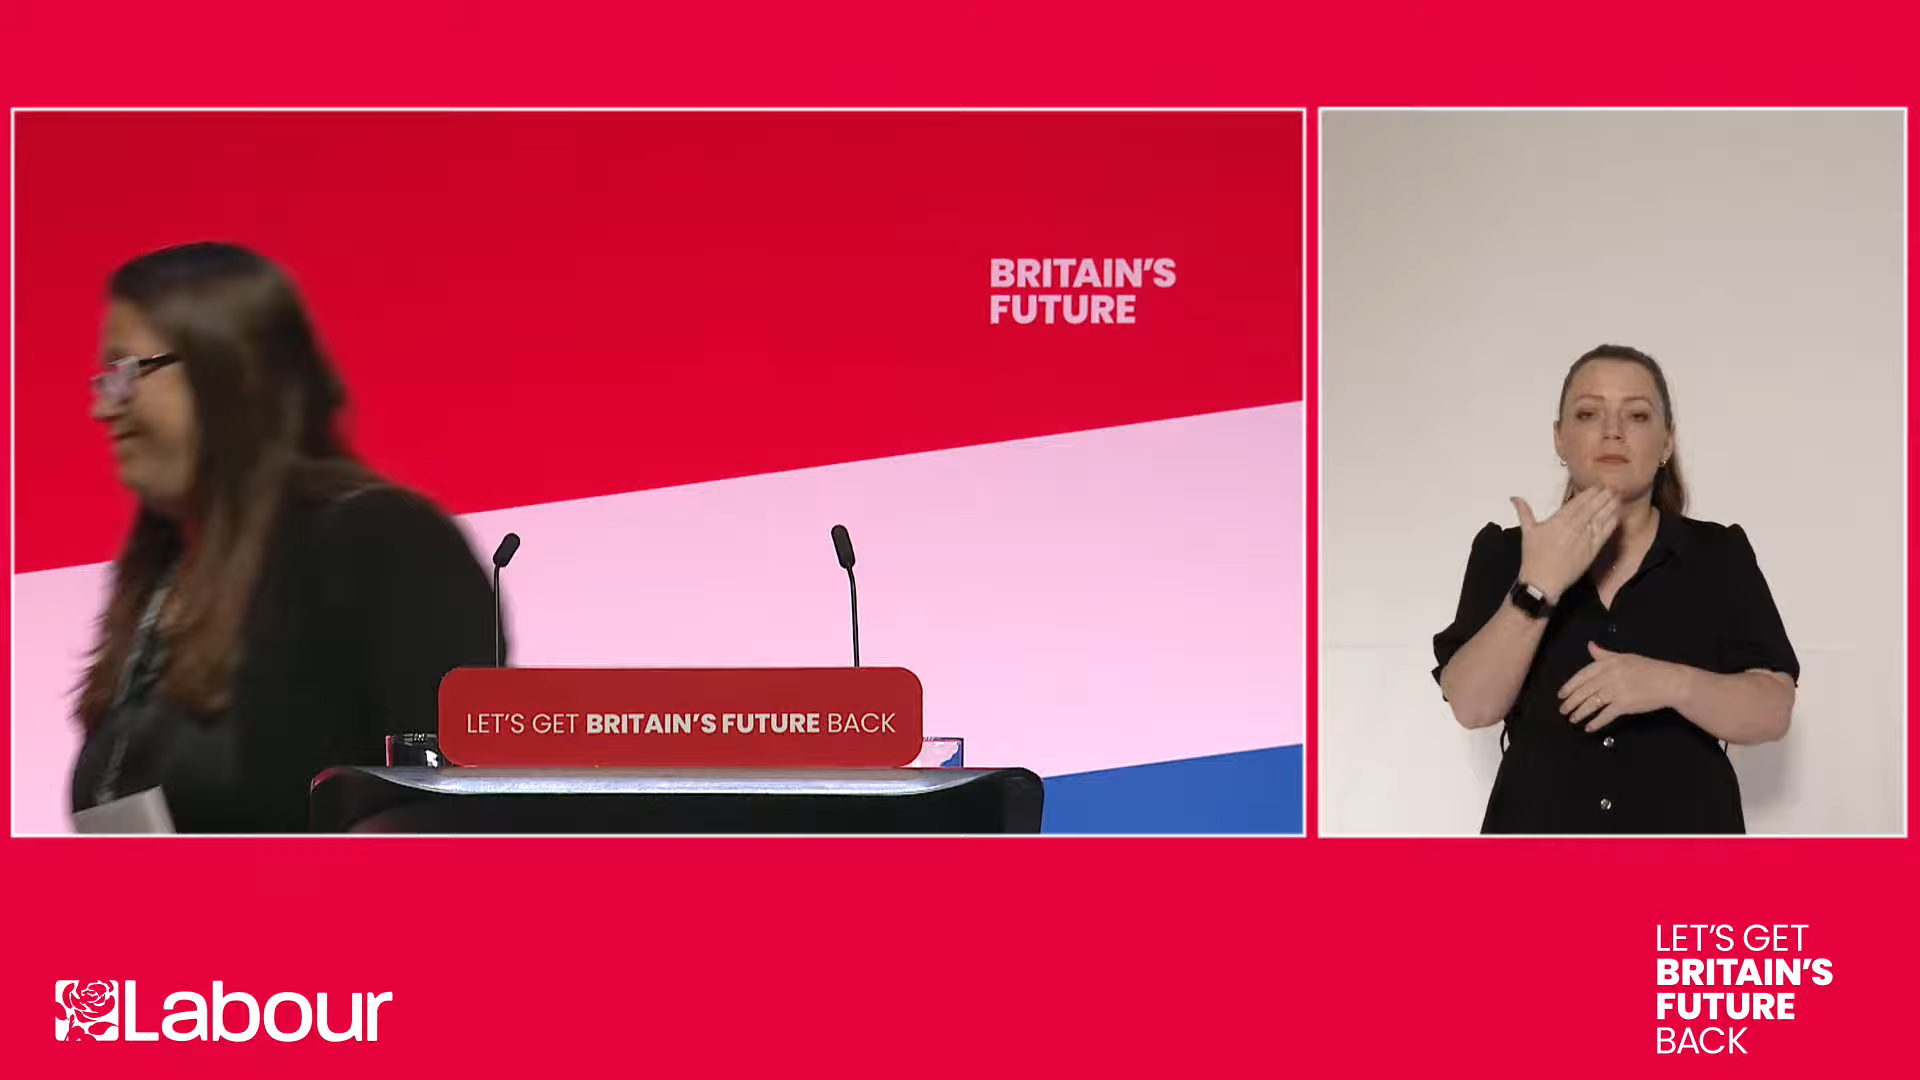 BRITAIN'S
FUTURE
LET'S GET BRITAIN'S FUTURE BACK
Labour
LET'S GET
BRITAIN'S
FUTURE
BACK